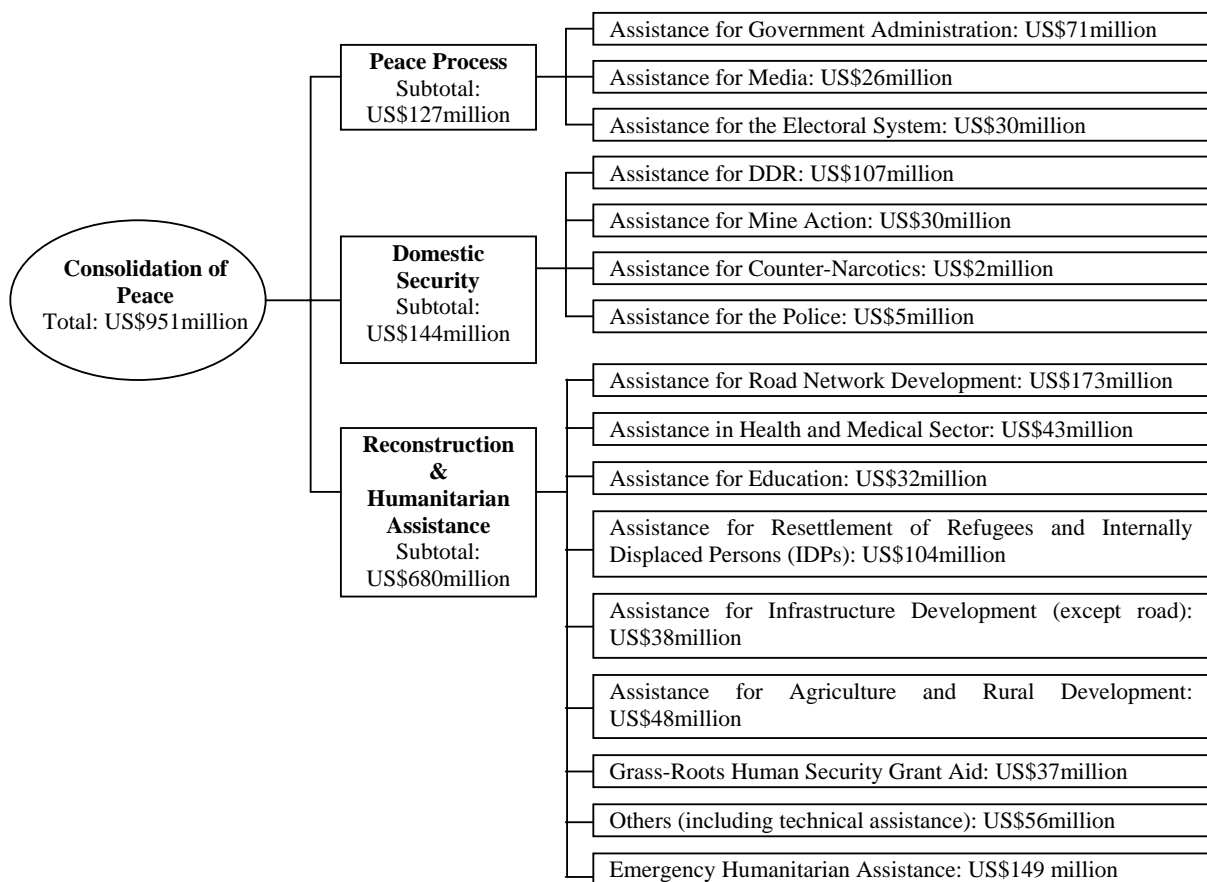 Consolidation of
Peace
Total: US$951million
Peace Process
Subtotal:
US$127million
Assistance for Government Administration: US$71million
Assistance for Media: US$26million
Assistance for the Electoral System: US$30million
Domestic
Security
Subtotal:
US$144million
Assistance for DDR: US$107million
Assistance for Mine Action: US$30million
Assistance for Counter-Narcotics: US$2million
Assistance for the Police: US$5million
Reconstruction
&
Humanitarian
Assistance
Subtotal:
US$680million
Assistance for Road Network Development: US$173million
Assistance in Health and Medical Sector: US$43million
Assistance for Education: US$32million
Assistance for Resettlement of Refugees and Internally
Displaced Persons (IDPs): US$104million
Assistance for Infrastructure Development (except road):
US$38million
Assistance for Agriculture and Rural Development:
US$48million
Grass-Roots Human Security Grant Aid: US$37million
Others (including technical assistance): US$56million
Emergency Humanitarian Assistance: US$149 million